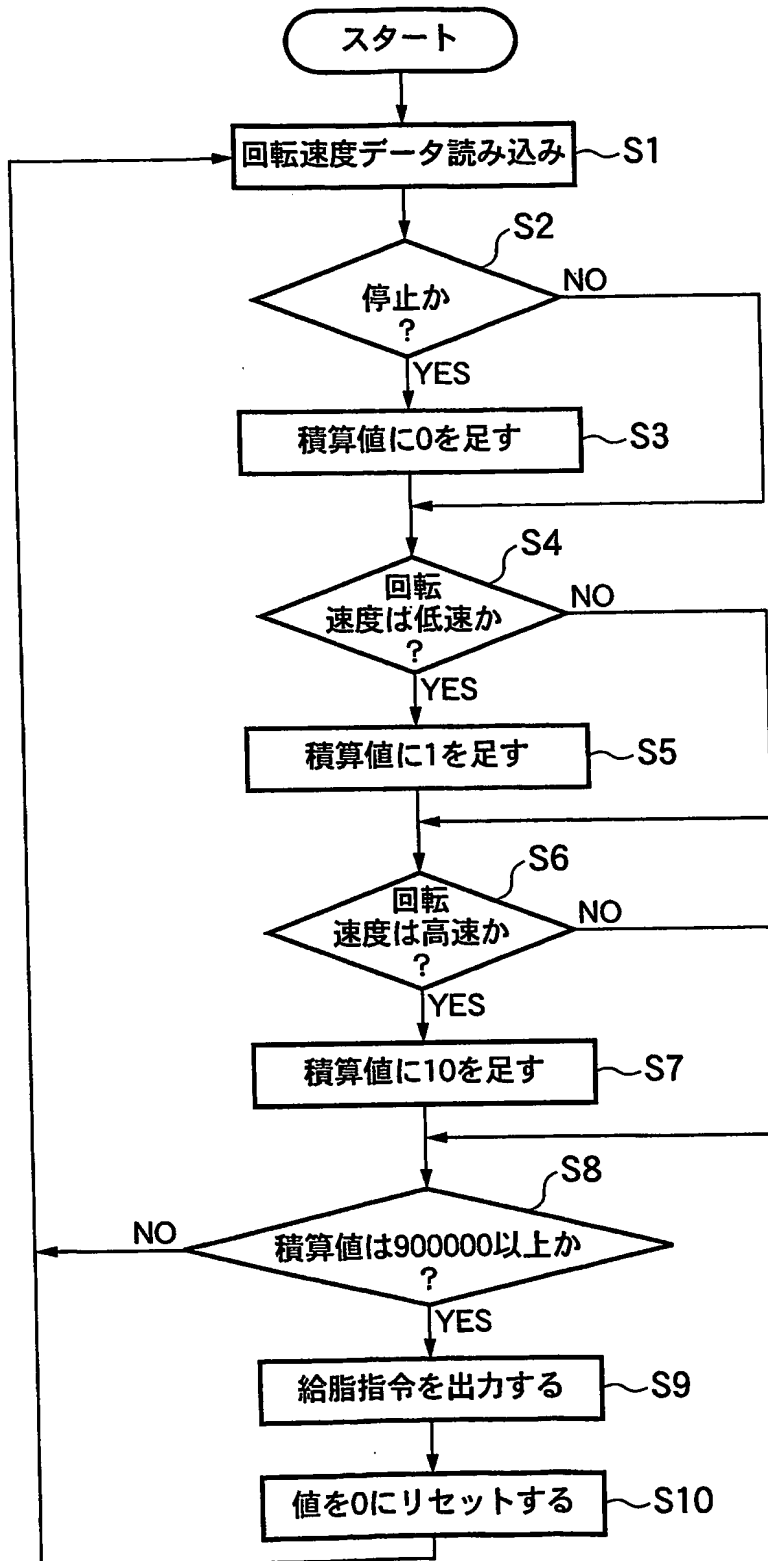 スタート
回転速度データ読み込み
S1
S2
停止か
?
NO
YES
積算値に0を足す
S3
S4
回転
速度は低速か
?
NO
YES
積算値に1を足す
S5
S6
回転
速度は高速か
?
NO
YES
積算値に10を足す
S7
S8
NO
積算値は900000以上か
?
YES
給脂指令を出力する
S9
値を0にリセットする
S10